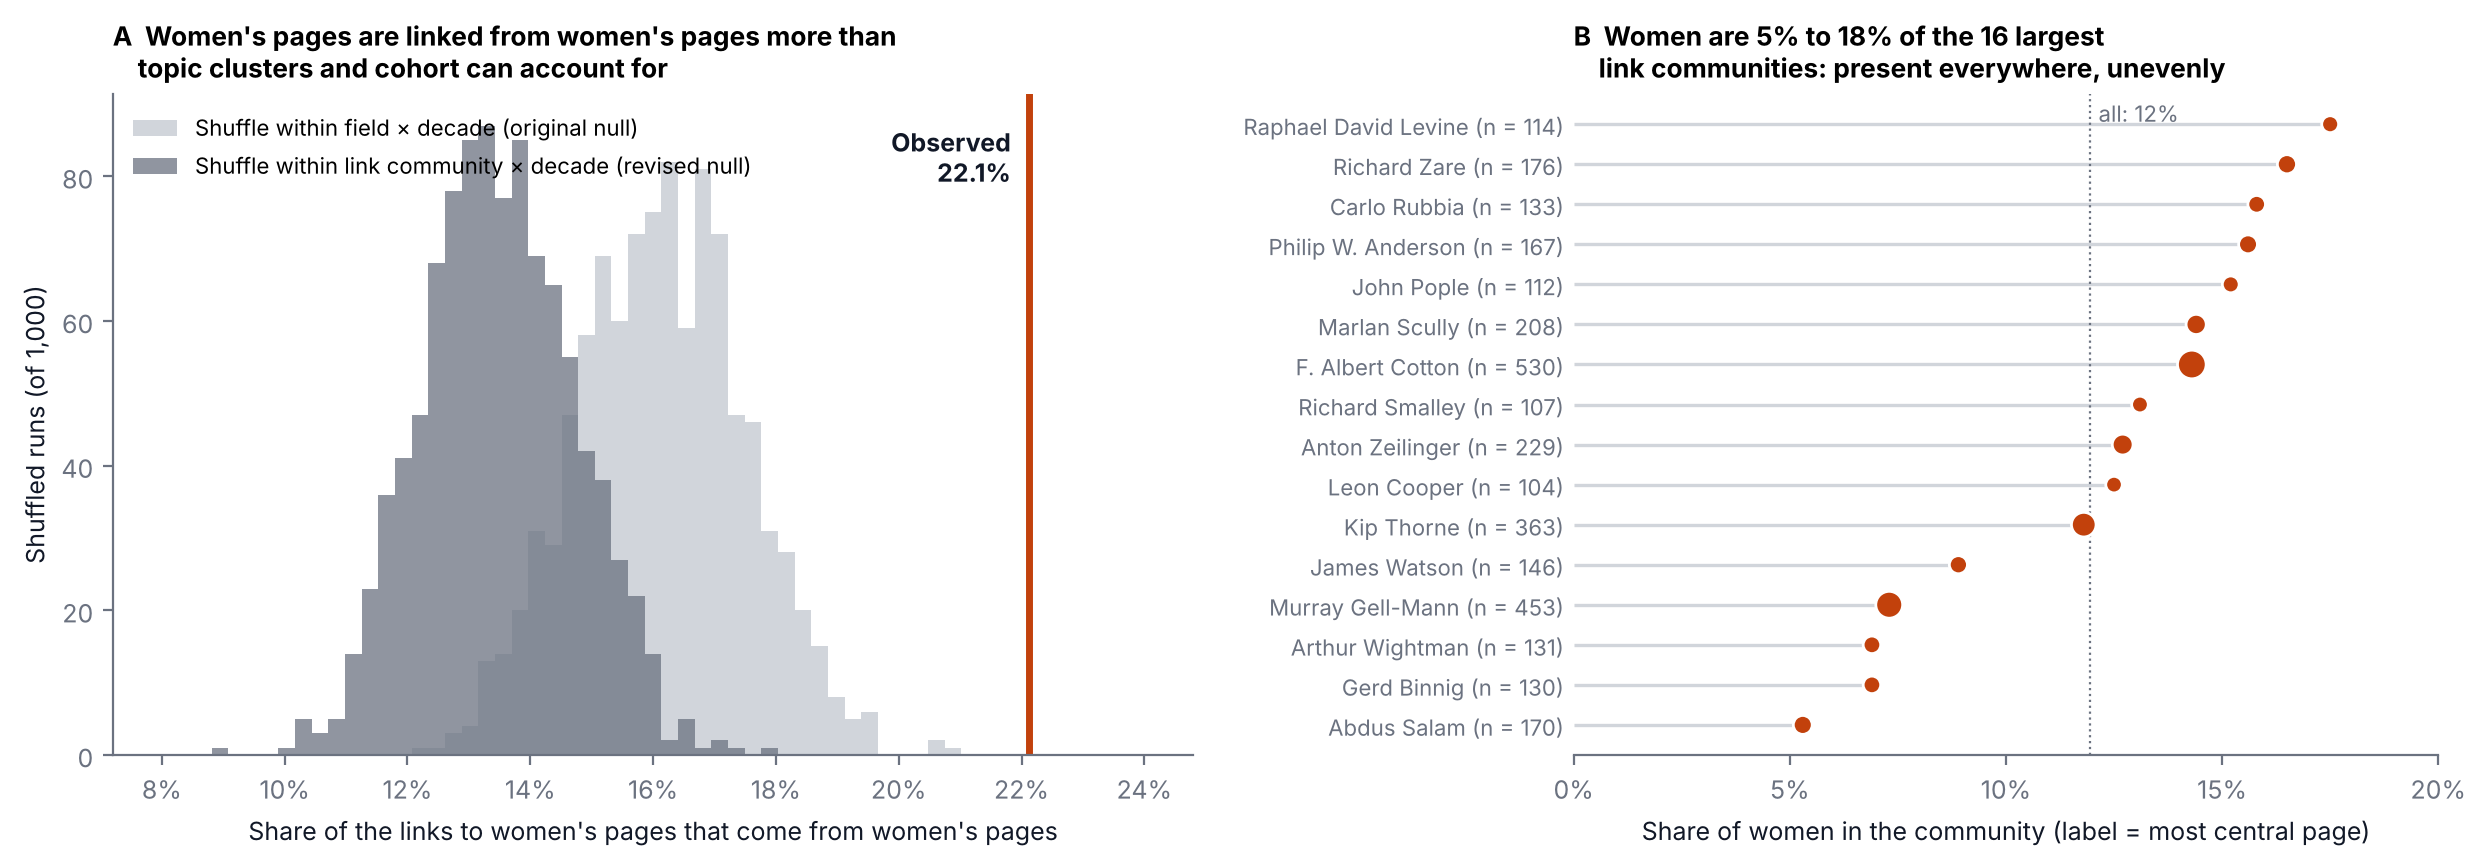 A Women's pages are linked from women's pages more than
topic clusters and cohort can account for
Shuffle within field × decade (original null)
Shuffle within link community × decade (revised null)
Observed
22.1%
Shuffled runs (of 1,000)
80
60
40
20
0
8% 10% 12% 14% 16% 18% 20% 22% 24%
Share of the links to women's pages that come from women's pages
B Women are 5% to 18% of the 16 largest
link communities: present everywhere, unevenly
all: 12%
Raphael David Levine (n = 114)
Richard Zare (n = 176)
Carlo Rubbia (n = 133)
Philip W. Anderson (n = 167)
John Pople (n = 112)
Marlan Scully (n = 208)
F. Albert Cotton (n = 530)
Richard Smalley (n = 107)
Anton Zeilinger (n = 229)
Leon Cooper (n = 104)
Kip Thorne (n = 363)
James Watson (n = 146)
Murray Gell-Mann (n = 453)
Arthur Wightman (n = 131)
Gerd Binnig (n = 130)
Abdus Salam (n = 170)
0% 5% 10% 15% 20%
Share of women in the community (label = most central page)